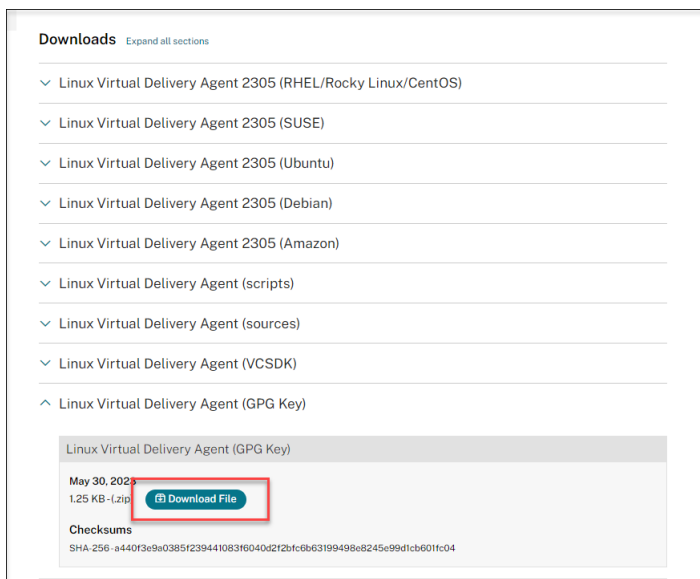 Downloads Expand all sections
Linux Virtual Delivery Agent 2305 (RHEL/Rocky Linux/CentOS)
Linux Virtual Delivery Agent 2305 (SUSE)
Linux Virtual Delivery Agent 2305 (Ubuntu)
Linux Virtual Delivery Agent 2305 (Debian)
Linux Virtual Delivery Agent 2305 (Amazon)
Linux Virtual Delivery Agent (scripts)
Linux Virtual Delivery Agent (sources)
Linux Virtual Delivery Agent (VCSDK)
Linux Virtual Delivery Agent (GPG Key)
Linux Virtual Delivery Agent (GPG Key)
May 30, 2023
1.25 KB - (.zip) Download File
Checksums
SHA-256 - a440f3e9a0385f239441083f6040d2f2bfc6b63199498e8245e99d1cb601fc04